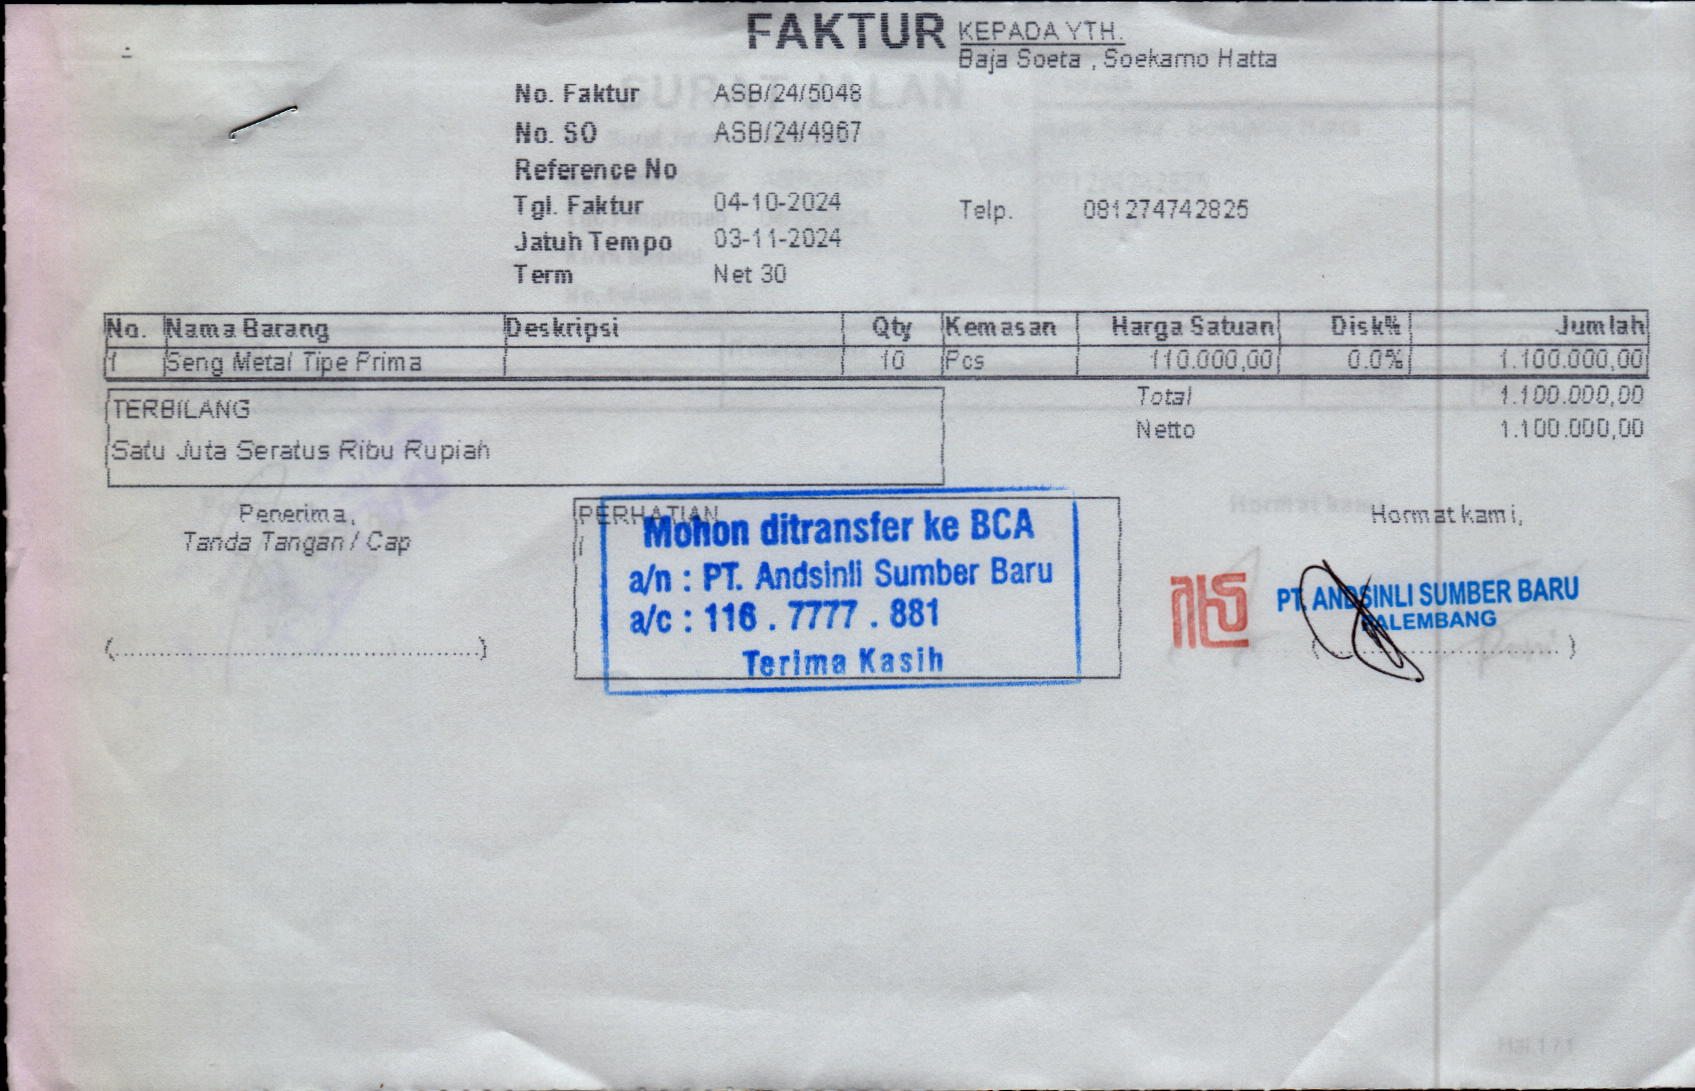 FAKTUR
KEPADA YTH.
Baja Soeta , Soekarno Hatta
No. Faktur ASB/24/5048
No. SO ASB/24/4967
Reference No
Tgl. Faktur 04-10-2024
Telp. 081274742825
Jatuh Tempo 03-11-2024
Term Net 30
No. Nama Barang Deskripsi Qty Kemasan Harga Satuan Disk% Jumlah
1 Seng Metal Tipe Prima 10 Pcs 110.000,00 0.0% 1.100.000,00
TERBILANG
Satu Juta Seratus Ribu Rupiah
Total 1.100.000,00
Netto 1.100.000,00
Penerima,
Tanda Tangan / Cap
(..................................................)
PERHATIAN
Mohon ditransfer ke BCA
a/n : PT. Andsinli Sumber Baru
a/c : 116 . 7777 . 881
Terima Kasih
Hormat kami,
PT. ANDSINLI SUMBER BARU
PALEMBANG
(..................................)